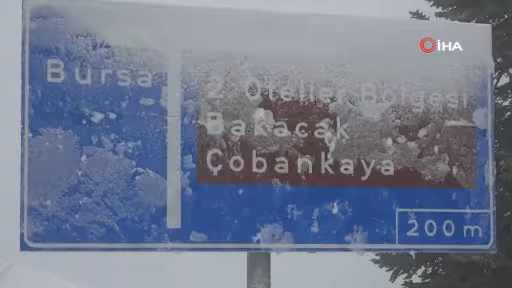 İHA
Bursa
2. Oteller Bölgesi
Bakacak
Çobankaya
200 m